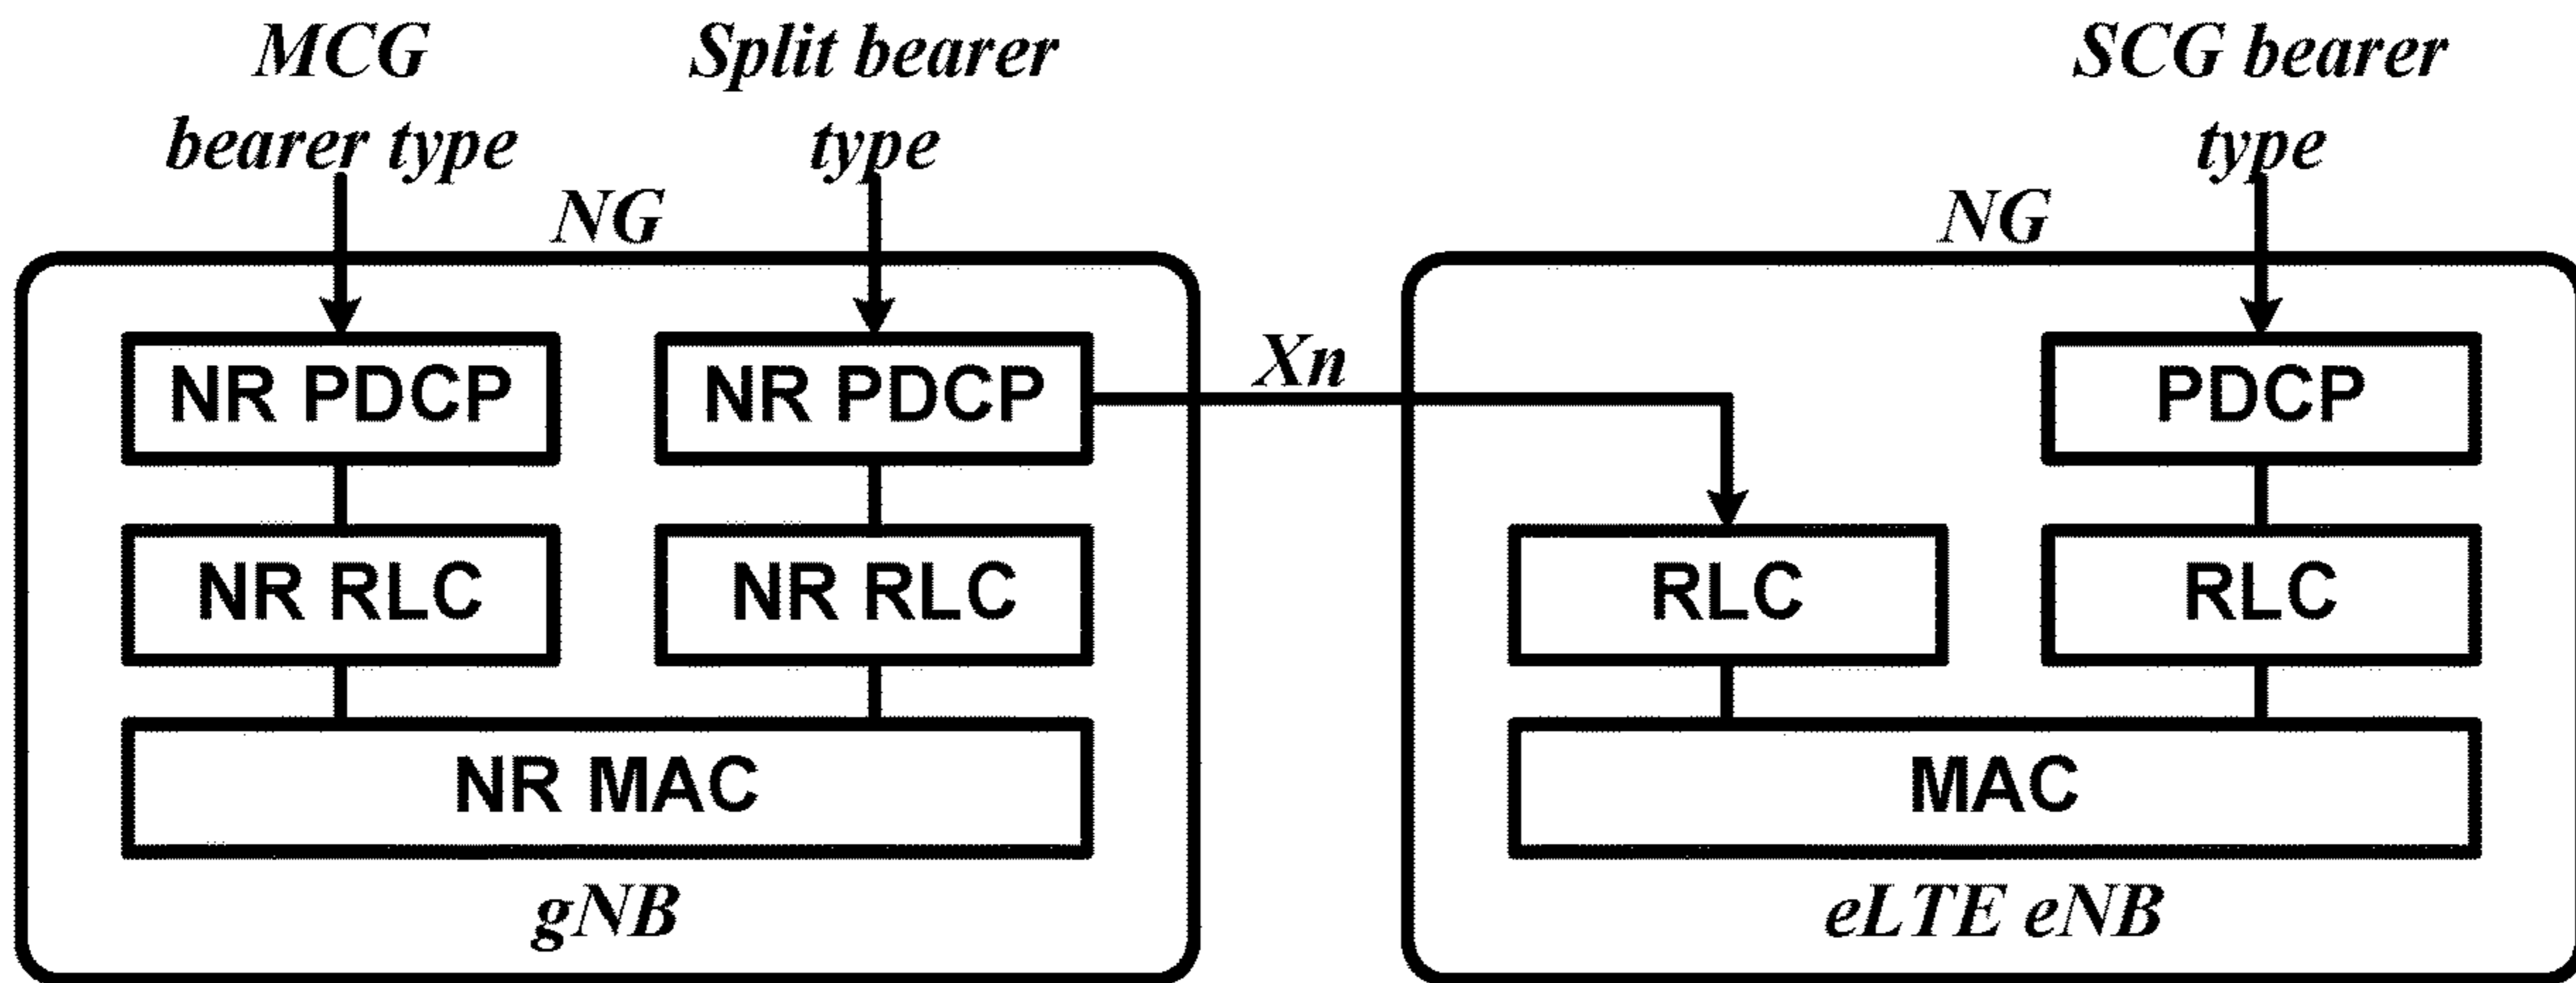 MCG
bearer type
Split bearer
type
SCG bearer
type
NG
NG
Xn
NR PDCP
NR PDCP
PDCP
NR RLC
NR RLC
RLC
RLC
NR MAC
MAC
gNB
eLTE eNB